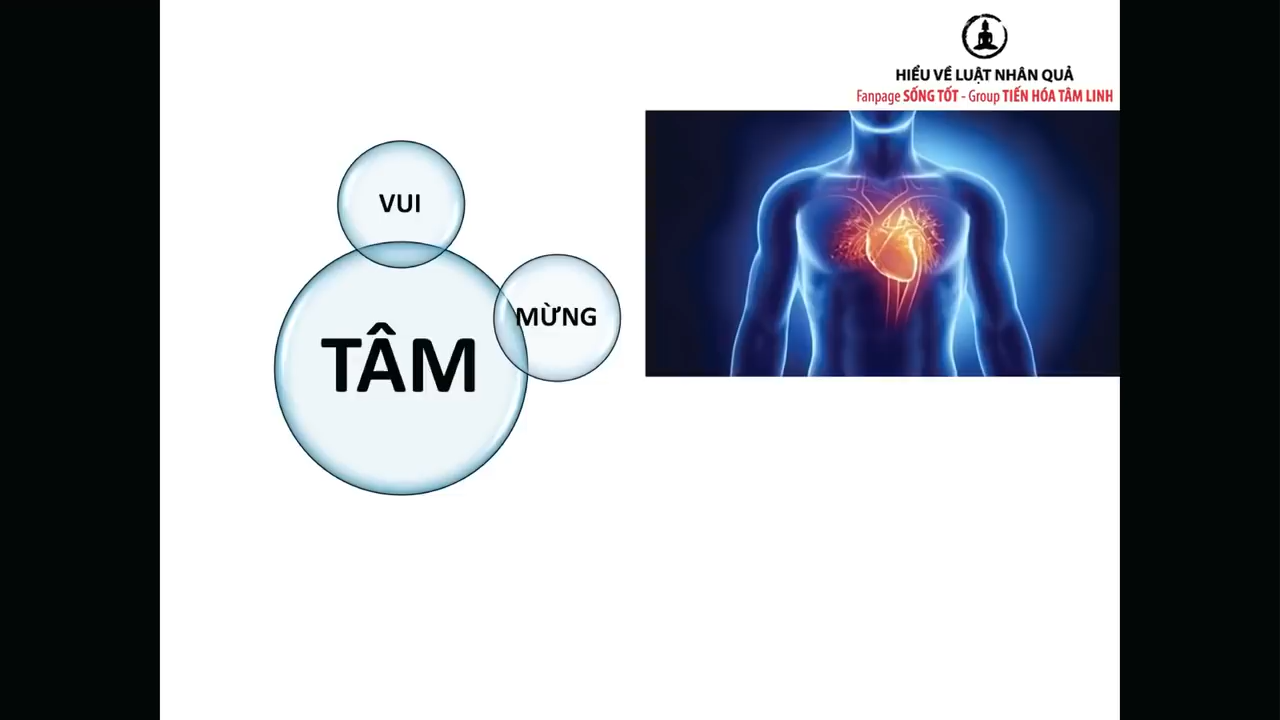 HIỂU VỀ LUẬT NHÂN QUẢ
Fanpage SỐNG TỐT - Group TIẾN HÓA TÂM LINH
VUI
MỪNG
TÂM